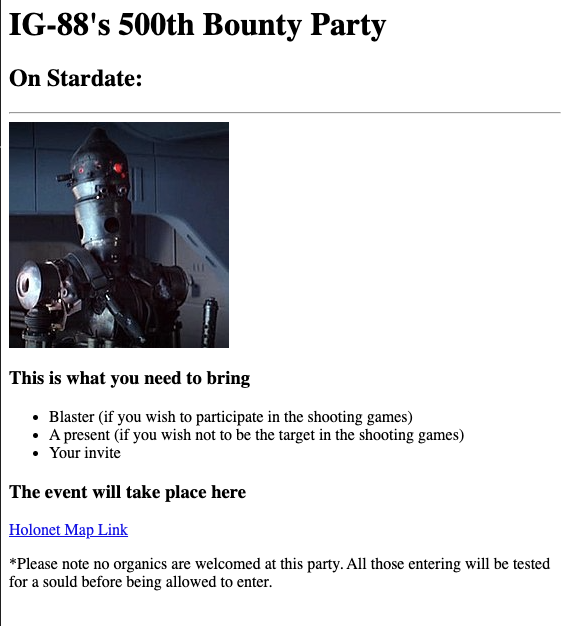 IG-88's 500th Bounty Party
On Stardate:
This is what you need to bring
Blaster (if you wish to participate in the shooting games)
A present (if you wish not to be the target in the shooting games)
Your invite
The event will take place here
Holonet Map Link
*Please note no organics are welcomed at this party. All those entering will be tested
for a sould before being allowed to enter.